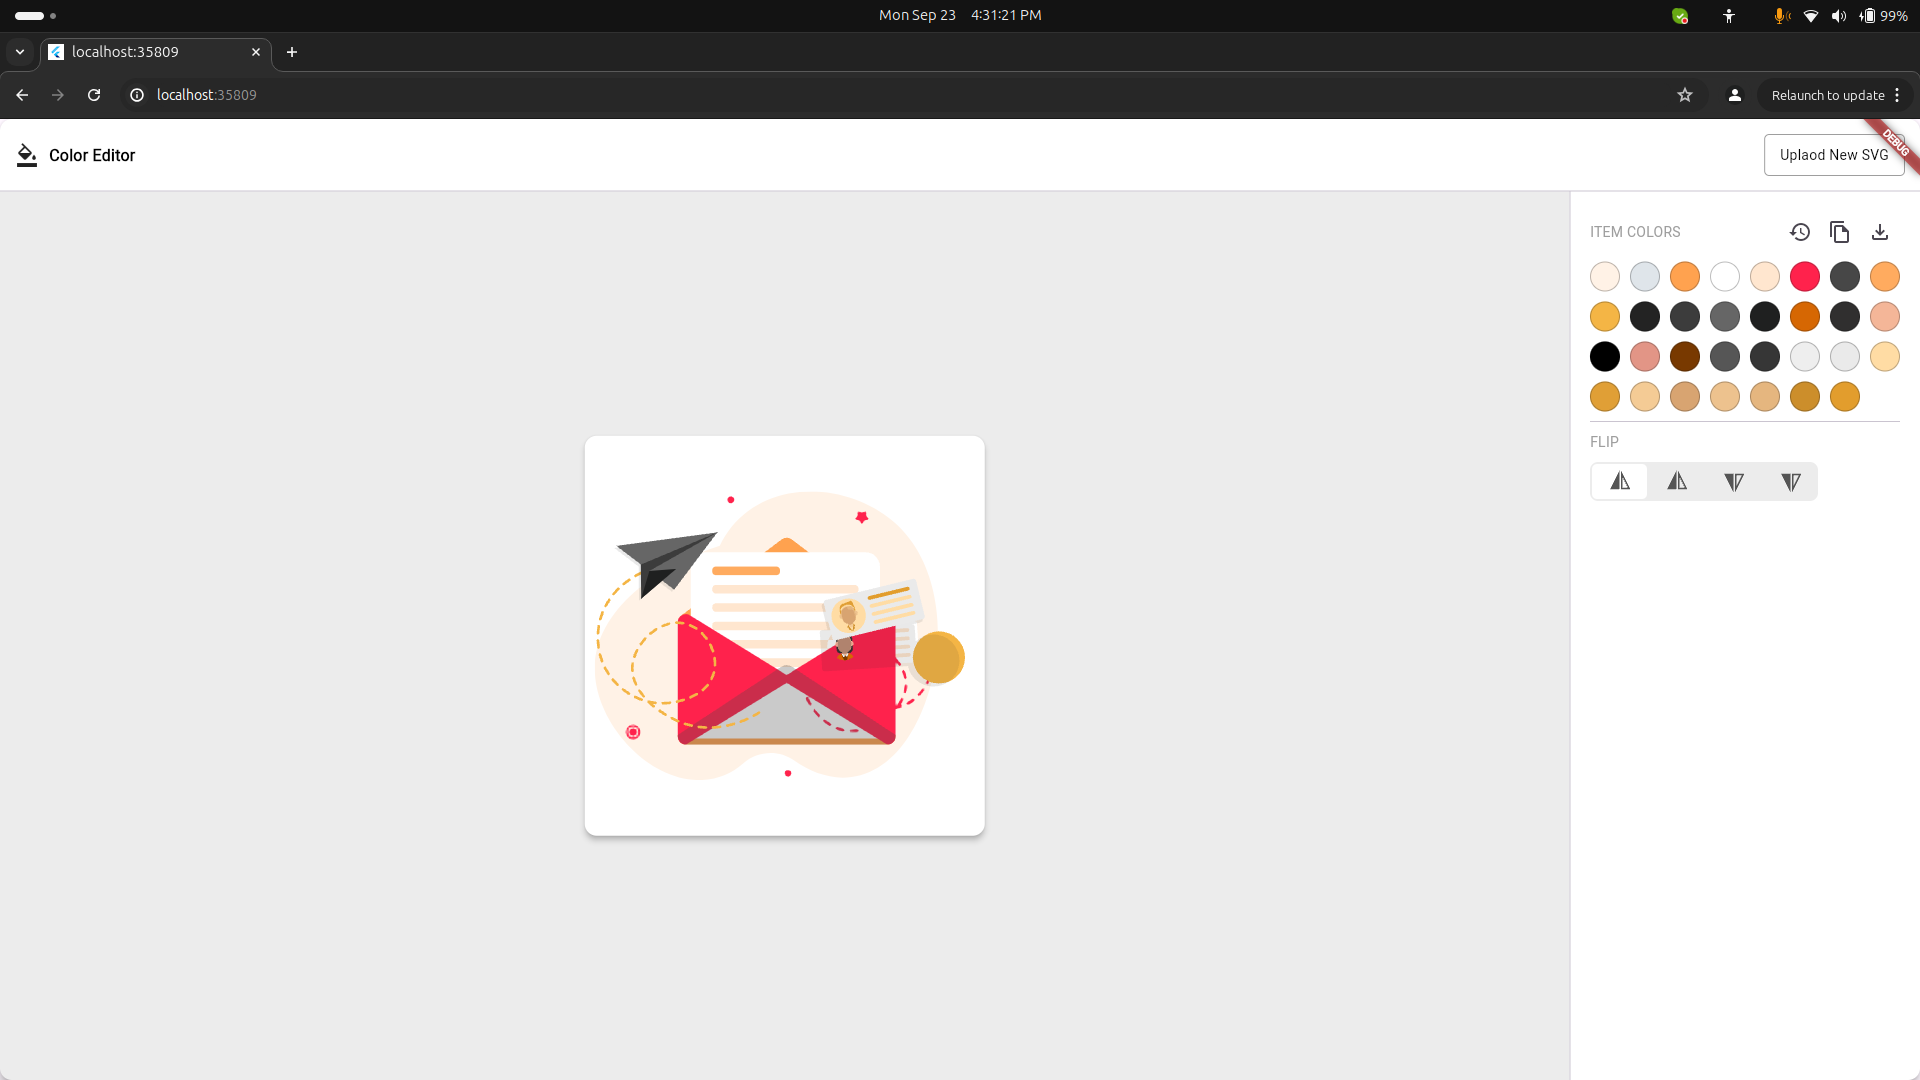 Mon Sep 23 4:31:21 PM
99%
localhost:35809
localhost:35809
Relaunch to update
Color Editor
Uplaod New SVG
DEBUG
ITEM COLORS
FLIP